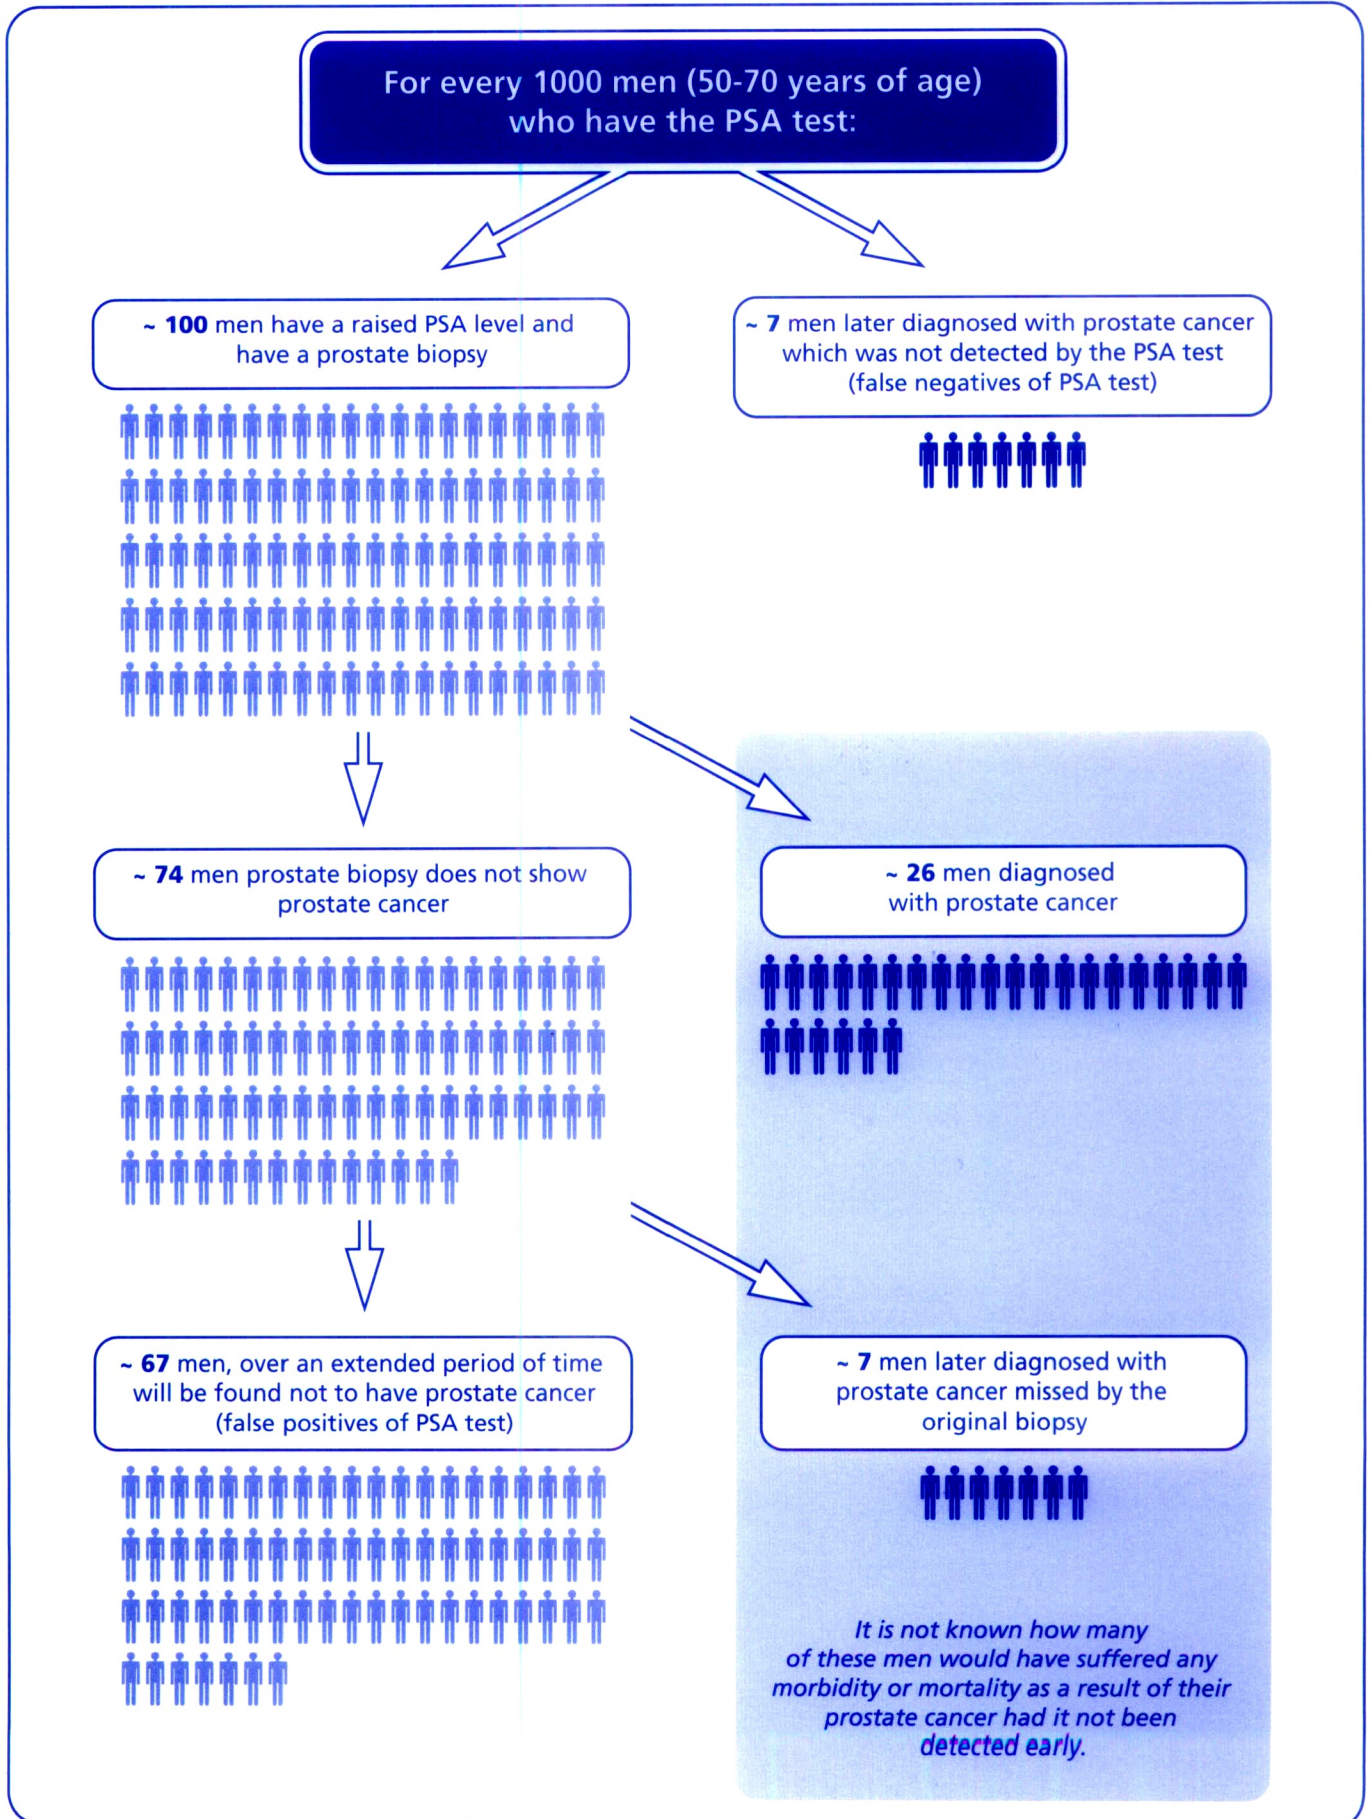 For every 1000 men (50-70 years of age)
who have the PSA test:
~ 100 men have a raised PSA level and
have a prostate biopsy
~ 7 men later diagnosed with prostate cancer
which was not detected by the PSA test
(false negatives of PSA test)
~ 74 men prostate biopsy does not show
prostate cancer
~ 26 men diagnosed
with prostate cancer
~ 67 men, over an extended period of time
will be found not to have prostate cancer
(false positives of PSA test)
~ 7 men later diagnosed with
prostate cancer missed by the
original biopsy
It is not known how many
of these men would have suffered any
morbidity or mortality as a result of their
prostate cancer had it not been
detected early.